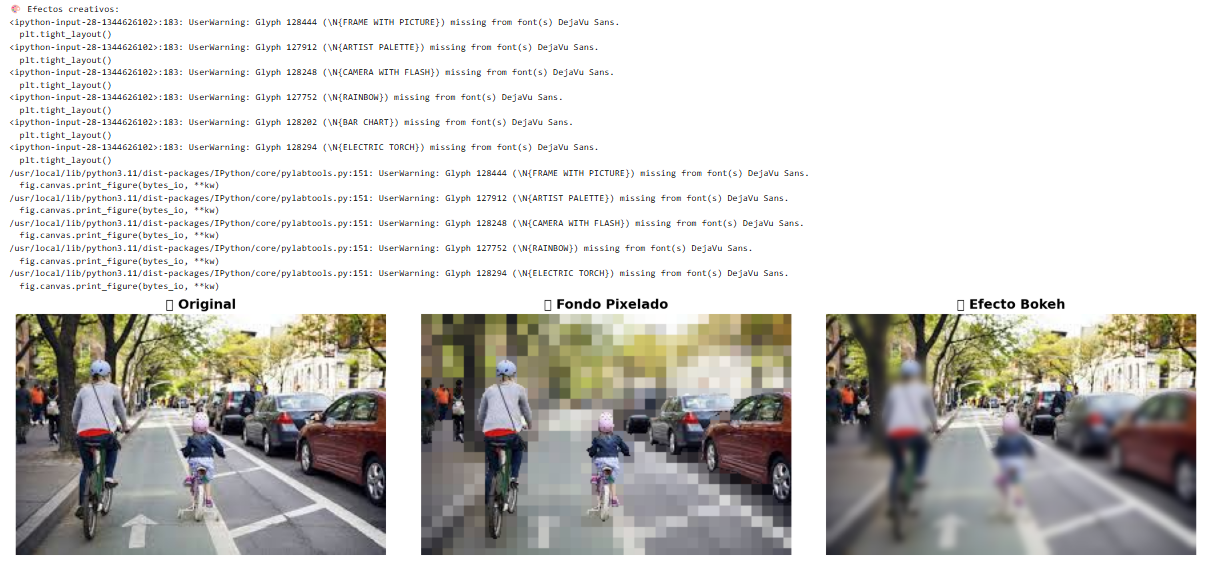 Efectos creativos:
<ipython-input-28-1344626102>:183: UserWarning: Glyph 128444 (\N{FRAME WITH PICTURE}) missing from font(s) DejaVu Sans.
plt.tight_layout()
<ipython-input-28-1344626102>:183: UserWarning: Glyph 127912 (\N{ARTIST PALETTE}) missing from font(s) DejaVu Sans.
plt.tight_layout()
<ipython-input-28-1344626102>:183: UserWarning: Glyph 128248 (\N{CAMERA WITH FLASH}) missing from font(s) DejaVu Sans.
plt.tight_layout()
<ipython-input-28-1344626102>:183: UserWarning: Glyph 127752 (\N{RAINBOW}) missing from font(s) DejaVu Sans.
plt.tight_layout()
<ipython-input-28-1344626102>:183: UserWarning: Glyph 128202 (\N{BAR CHART}) missing from font(s) DejaVu Sans.
plt.tight_layout()
<ipython-input-28-1344626102>:183: UserWarning: Glyph 128294 (\N{ELECTRIC TORCH}) missing from font(s) DejaVu Sans.
plt.tight_layout()
/usr/local/lib/python3.11/dist-packages/IPython/core/pylabtools.py:151: UserWarning: Glyph 128444 (\N{FRAME WITH PICTURE}) missing from font(s) DejaVu Sans.
fig.canvas.print_figure(bytes_io, **kw)
/usr/local/lib/python3.11/dist-packages/IPython/core/pylabtools.py:151: UserWarning: Glyph 127912 (\N{ARTIST PALETTE}) missing from font(s) DejaVu Sans.
fig.canvas.print_figure(bytes_io, **kw)
/usr/local/lib/python3.11/dist-packages/IPython/core/pylabtools.py:151: UserWarning: Glyph 128248 (\N{CAMERA WITH FLASH}) missing from font(s) DejaVu Sans.
fig.canvas.print_figure(bytes_io, **kw)
/usr/local/lib/python3.11/dist-packages/IPython/core/pylabtools.py:151: UserWarning: Glyph 127752 (\N{RAINBOW}) missing from font(s) DejaVu Sans.
fig.canvas.print_figure(bytes_io, **kw)
/usr/local/lib/python3.11/dist-packages/IPython/core/pylabtools.py:151: UserWarning: Glyph 128294 (\N{ELECTRIC TORCH}) missing from font(s) DejaVu Sans.
fig.canvas.print_figure(bytes_io, **kw)
Original
Fondo Pixelado
Efecto Bokeh